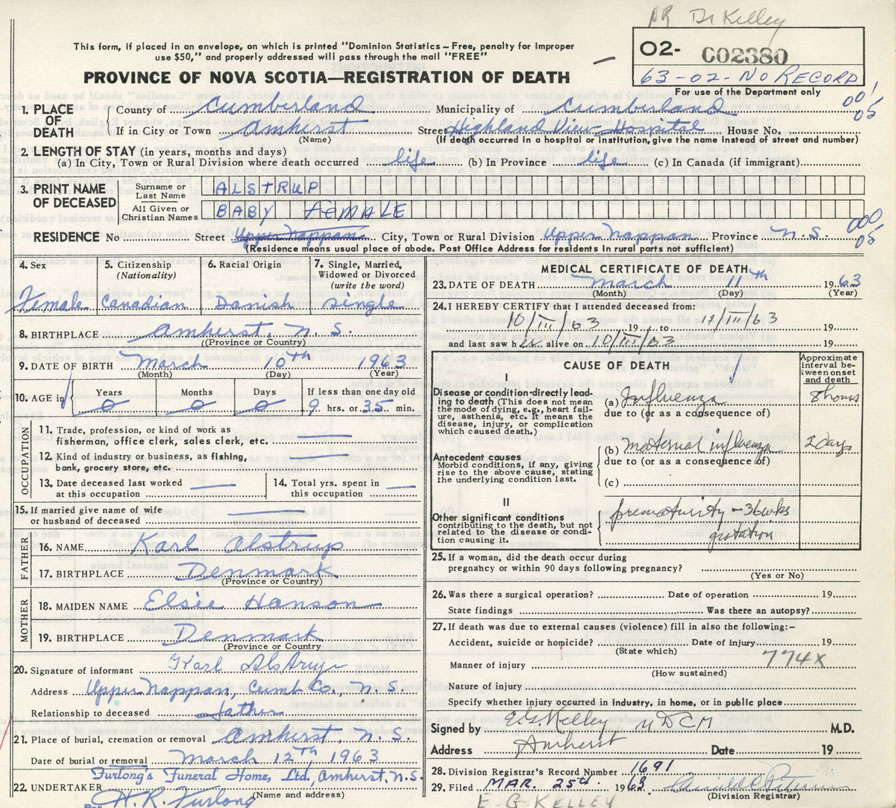 DR Kelley
This form, if placed in an envelope, on which is printed "Dominion Statistics – Free, penalty for improper
use $50," and properly addressed will pass through the mail "FREE"
02- C02380
63-02-NO RECORD
PROVINCE OF NOVA SCOTIA—REGISTRATION OF DEATH
For use of the Department only
1. PLACE OF DEATH County of Cumberland Municipality of Cumberland 001
If in City or Town Amherst Street Highland View Hospital House No. 05
(Name) (If death occurred in a hospital or institution, give the name instead of street and number)
2. LENGTH OF STAY (in years, months and days)
(a) In City, Town or Rural Division where death occurred life (b) In Province life (c) In Canada (if immigrant)
3. PRINT NAME OF DECEASED Surname or Last Name ALSTRUP
All Given or Christian Names BABY FEMALE
000
RESIDENCE No Street Upper Nappan City, Town or Rural Division Upper Nappan Province N.S. 05
(Residence means usual place of abode. Post Office Address for residents in rural parts not sufficient)
4. Sex 5. Citizenship (Nationality) 6. Racial Origin 7. Single, Married, Widowed or Divorced (write the word)
Female Canadian Danish Single
8. BIRTHPLACE Amherst, N.S.
(Province or Country)
9. DATE OF BIRTH March 10th 1963
(Month) (Day) (Year)
10. AGE in Years Months Days If less than one day old
0 0 0 9 hrs. or 35 min.
OCCUPATION
11. Trade, profession, or kind of work as
fisherman, office clerk, sales clerk, etc.
12. Kind of industry or business, as fishing,
bank, grocery store, etc.
13. Date deceased last worked
at this occupation
14. Total yrs. spent in
this occupation
15. If married give name of wife
or husband of deceased
FATHER
16. NAME Karl Alstrup
17. BIRTHPLACE Denmark
(Province or Country)
MOTHER
18. MAIDEN NAME Elsie Hanson
19. BIRTHPLACE Denmark
(Province or Country)
20. Signature of informant Karl Alstrup
Address Upper Nappan, Cumb. Co., N.S.
Relationship to deceased father
21. Place of burial, cremation or removal Amherst, N.S.
Date of burial or removal March 12th, 1963
Furlong's Funeral Home, Ltd, Amherst, N.S.
22. UNDERTAKER (Name and address)
H.R. Furlong
MEDICAL CERTIFICATE OF DEATH
23. DATE OF DEATH March 11th 1963
(Month) (Day) (Year)
24. I HEREBY CERTIFY that I attended deceased from:
10/III/63 19 to 11/III/63 19
and last saw her alive on 10/III/63 19
CAUSE OF DEATH
Approximate interval between onset and death
I
Disease or condition directly leading to death (This does not mean the mode of dying, e.g., heart failure, asthenia, etc. It means the disease, injury, or complication which caused death.)
(a) Influenza 8 hours
due to (or as a consequence of)
Antecedent causes
Morbid conditions, if any, giving rise to the above cause, stating the underlying condition last.
(b) maternal influenza 2 days
due to (or as a consequence of)
(c)
II
Other significant conditions
contributing to the death, but not related to the disease or condition causing it.
prematurity - 36 wks
gestation
25. If a woman, did the death occur during
pregnancy or within 90 days following pregnancy?
(Yes or No)
26. Was there a surgical operation? Date of operation 19
State findings Was there an autopsy?
27. If death was due to external causes (violence) fill in also the following:–
Accident, suicide or homicide? Date of injury 19
(State which)
Manner of injury 774X
(How sustained)
Nature of injury
Specify whether injury occurred in industry, in home, or in public place
Signed by E G Kelley MDCM M.D.
Address Amherst Date 19
28. Division Registrar's Record Number 1691
29. Filed MAR. 25th 1963
(Division Registrar)
E. G KELLEY